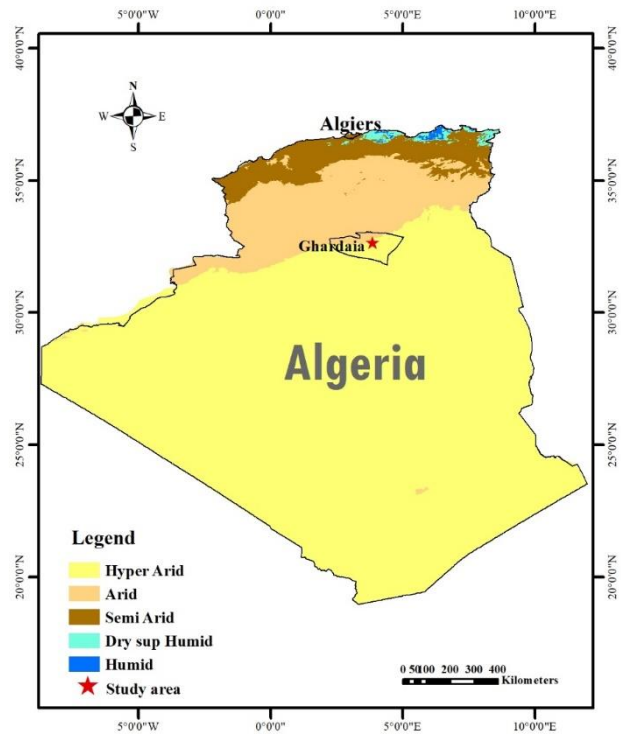 5°0'0"W 0°0'0" 5°0'0"E 10°0'0"E
40°0'0"N 40°0'0"N
N
W E
S
Algiers
35°0'0"N 35°0'0"N
Ghardaia
30°0'0"N 30°0'0"N
Algeria
25°0'0"N 25°0'0"N
Legend
Hyper Arid
Arid
20°0'0"N 20°0'0"N
Semi Arid
Dry sup Humid
Humid
Study area
0 50 100 200 300 400
Kilometers
5°0'0"W 0°0'0" 5°0'0"E 10°0'0"E